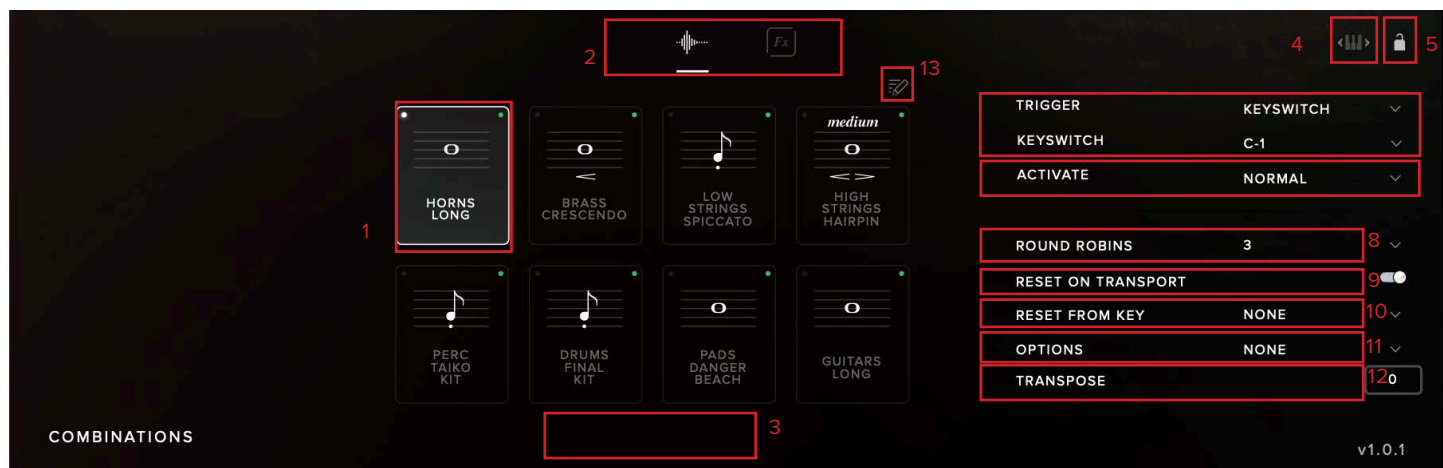 2
Fx
4
5
13
1
medium
HORNS
LONG
BRASS
CRESCENDO
LOW
STRINGS
SPICCATO
HIGH
STRINGS
HAIRPIN
PERC
TAIKO
KIT
DRUMS
FINAL
KIT
PADS
DANGER
BEACH
GUITARS
LONG
3
TRIGGER KEYSWITCH
KEYSWITCH C-1
ACTIVATE NORMAL
ROUND ROBINS 3 8
RESET ON TRANSPORT 9
RESET FROM KEY NONE 10
OPTIONS NONE 11
TRANSPOSE 12 0
COMBINATIONS
v1.0.1